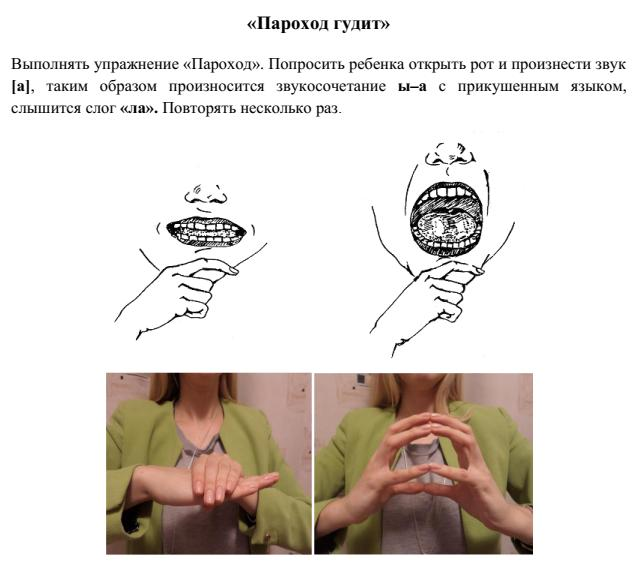 «Пароход гудит»
Выполнять упражнение «Пароход». Попросить ребенка открыть рот и произнести звук
[а], таким образом произносится звукосочетание ы–а с прикушенным языком,
слышится слог «ла». Повторять несколько раз.